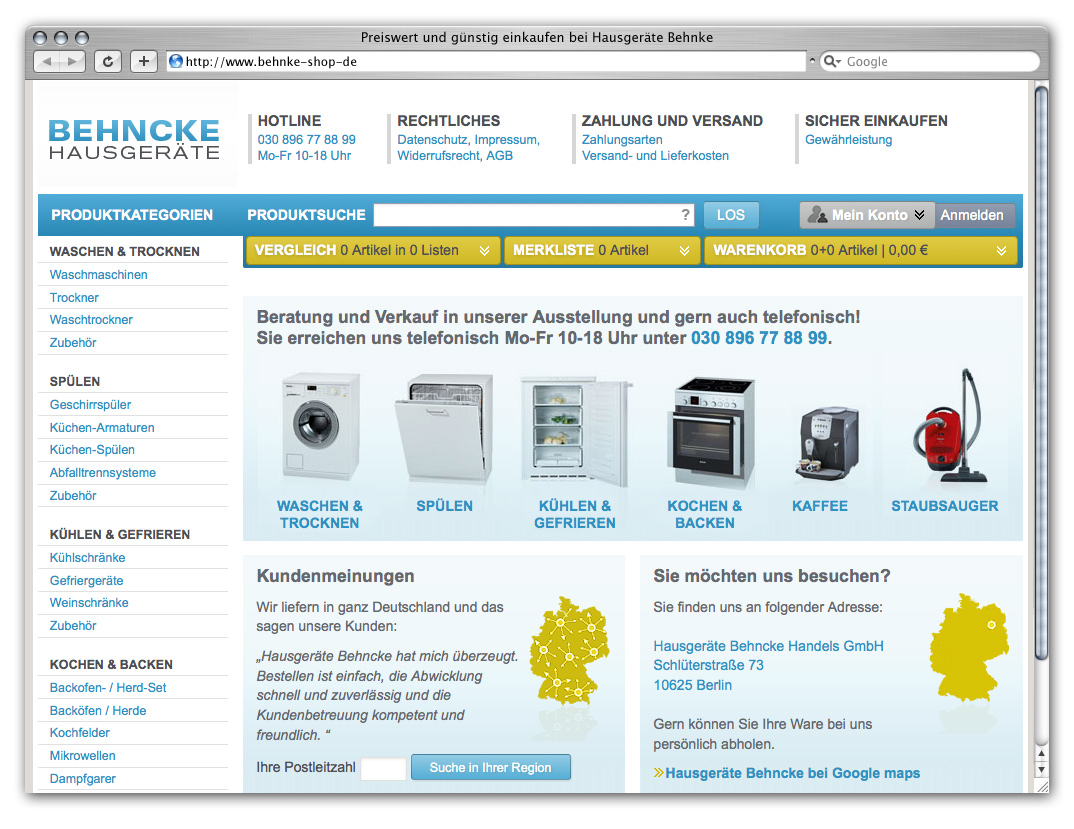 Preiswert und günstig einkaufen bei Hausgeräte Behnke
http://www.behnke-shop-de
Google
BEHNCKE
HAUSGERÄTE
HOTLINE
030 896 77 88 99
Mo-Fr 10-18 Uhr
RECHTLICHES
Datenschutz, Impressum,
Widerrufsrecht, AGB
ZAHLUNG UND VERSAND
Zahlungsarten
Versand- und Lieferkosten
SICHER EINKAUFEN
Gewährleistung
PRODUKTKATEGORIEN
PRODUKTSUCHE ? LOS Mein Konto Anmelden
VERGLEICH 0 Artikel in 0 Listen
MERKLISTE 0 Artikel
WARENKORB 0+0 Artikel | 0,00 €
WASCHEN & TROCKNEN
Waschmaschinen
Trockner
Waschtrockner
Zubehör
SPÜLEN
Geschirrspüler
Küchen-Armaturen
Küchen-Spülen
Abfalltrennsysteme
Zubehör
KÜHLEN & GEFRIEREN
Kühlschränke
Gefriergeräte
Weinschränke
Zubehör
KOCHEN & BACKEN
Backofen- / Herd-Set
Backöfen / Herde
Kochfelder
Mikrowellen
Dampfgarer
Beratung und Verkauf in unserer Ausstellung und gern auch telefonisch!
Sie erreichen uns telefonisch Mo-Fr 10-18 Uhr unter 030 896 77 88 99.
WASCHEN &
TROCKNEN
SPÜLEN
KÜHLEN &
GEFRIEREN
KOCHEN &
BACKEN
KAFFEE
STAUBSAUGER
Kundenmeinungen
Wir liefern in ganz Deutschland und das
sagen unsere Kunden:
„Hausgeräte Behncke hat mich überzeugt.
Bestellen ist einfach, die Abwicklung
schnell und zuverlässig und die
Kundenbetreuung kompetent und
freundlich. “
Ihre Postleitzahl Suche in Ihrer Region
Sie möchten uns besuchen?
Sie finden uns an folgender Adresse:
Hausgeräte Behncke Handels GmbH
Schlüterstraße 73
10625 Berlin
Gern können Sie Ihre Ware bei uns
persönlich abholen.
Hausgeräte Behncke bei Google maps